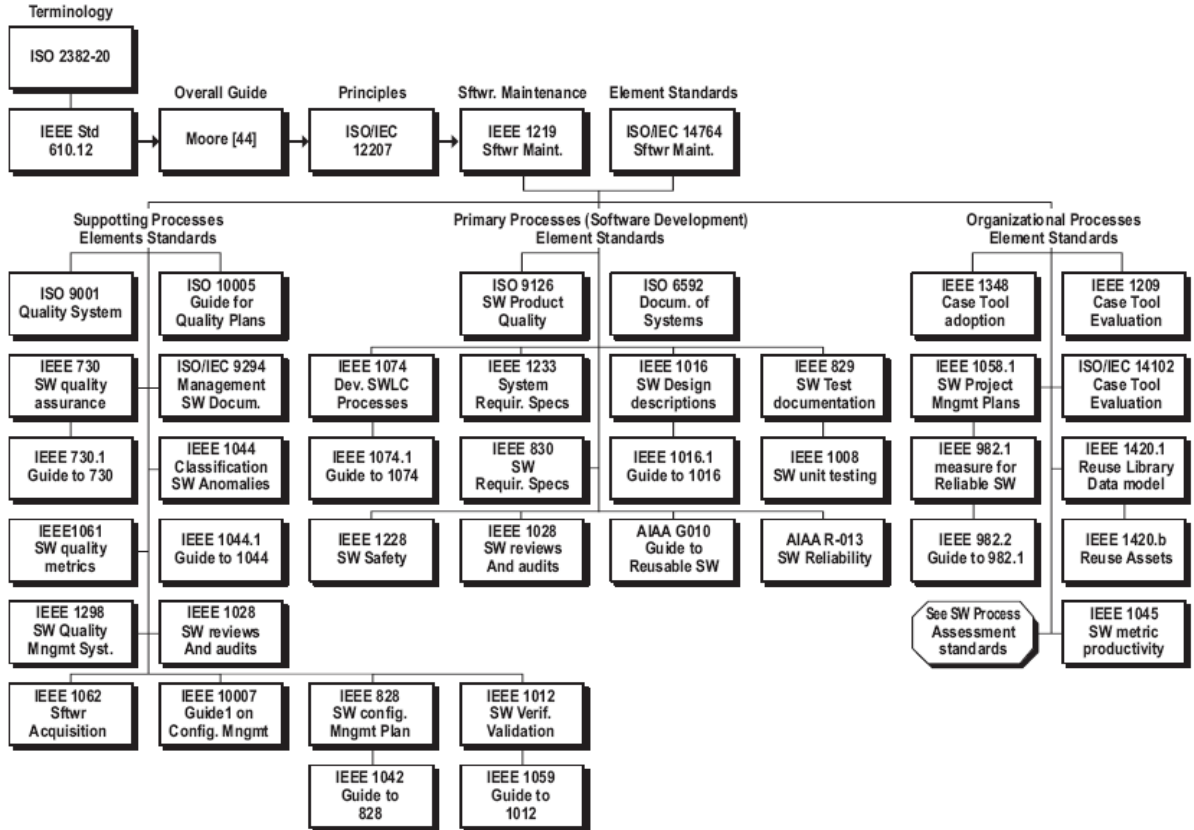 Terminology
ISO 2382-20
Overall Guide
Principles
Sftwr. Maintenance
Element Standards
IEEE Std
610.12
Moore [44]
ISO/IEC
12207
IEEE 1219
Sftwr Maint.
ISO/IEC 14764
Sftwr Maint.
Suppotting Processes
Elements Standards
Primary Processes (Software Development)
Element Standards
Organizational Processes
Element Standards
ISO 9001
Quality System
ISO 10005
Guide for
Quality Plans
ISO 9126
SW Product
Quality
ISO 6592
Docum. of
Systems
IEEE 1348
Case Tool
adoption
IEEE 1209
Case Tool
Evaluation
IEEE 730
SW quality
assurance
ISO/IEC 9294
Management
SW Docum.
IEEE 1074
Dev. SWLC
Processes
IEEE 1233
System
Requir. Specs
IEEE 1016
SW Design
descriptions
IEEE 829
SW Test
documentation
IEEE 1058.1
SW Project
Mngmt Plans
ISO/IEC 14102
Case Tool
Evaluation
IEEE 730.1
Guide to 730
IEEE 1044
Classification
SW Anomalies
IEEE 1074.1
Guide to 1074
IEEE 830
SW
Requir. Specs
IEEE 1016.1
Guide to 1016
IEEE 1008
SW unit testing
IEEE 982.1
measure for
Reliable SW
IEEE 1420.1
Reuse Library
Data model
IEEE1061
SW quality
metrics
IEEE 1044.1
Guide to 1044
IEEE 1228
SW Safety
IEEE 1028
SW reviews
And audits
AIAA G010
Guide to
Reusable SW
AIAA R-013
SW Reliability
IEEE 982.2
Guide to 982.1
IEEE 1420.b
Reuse Assets
IEEE 1298
SW Quality
Mngmt Syst.
IEEE 1028
SW reviews
And audits
See SW Process
Assessment
standards
IEEE 1045
SW metric
productivity
IEEE 1062
Sftwr
Acquisition
IEEE 10007
Guide1 on
Config. Mngmt
IEEE 828
SW config.
Mngmt Plan
IEEE 1012
SW Verif.
Validation
IEEE 1042
Guide to
828
IEEE 1059
Guide to
1012